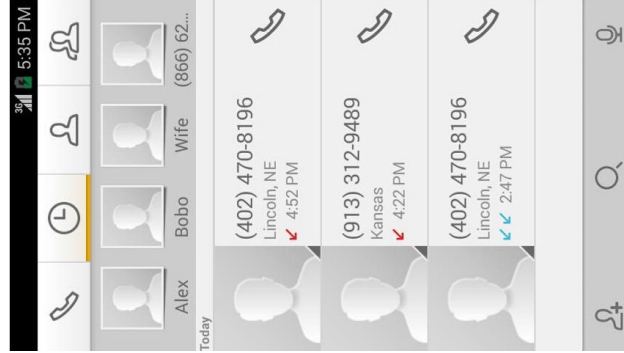 3G 5:35 PM
Alex Bobo Wife (866) 62...
Today
(402) 470-8196
Lincoln, NE
4:52 PM
(913) 312-9489
Kansas
4:22 PM
(402) 470-8196
Lincoln, NE
2:47 PM